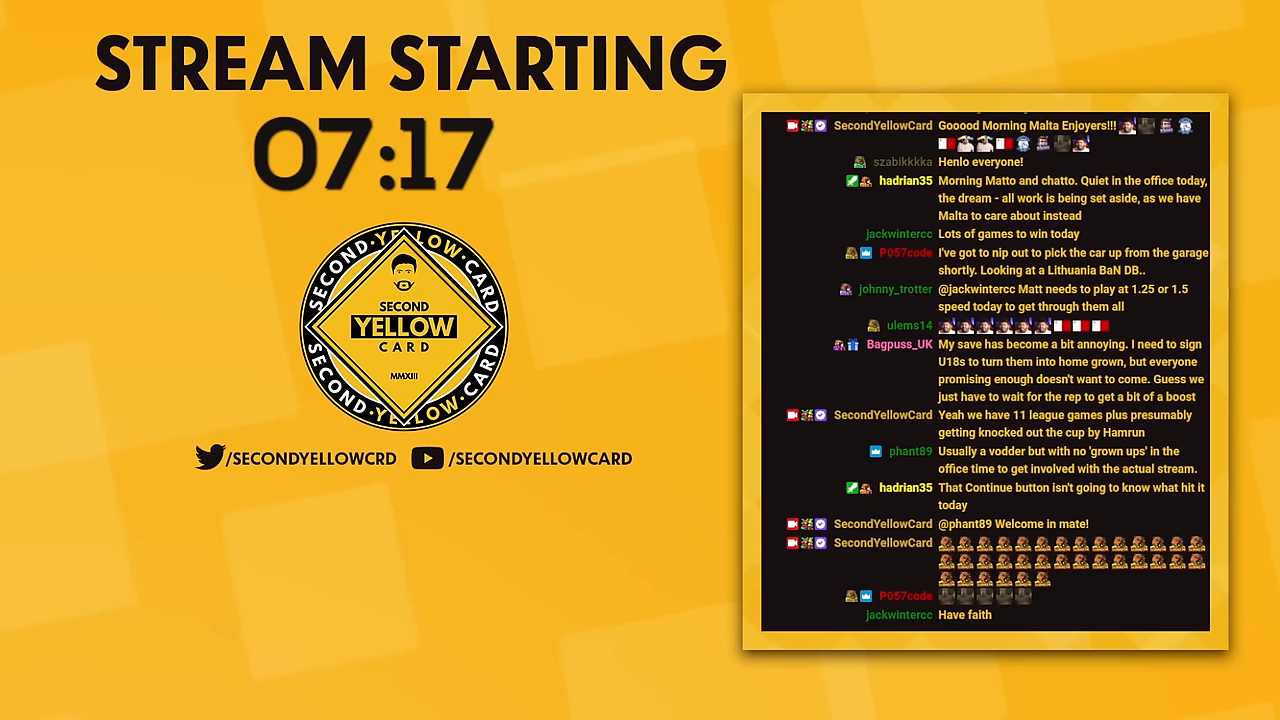 STREAM STARTING
07:17
SECOND·YELLOW·CARD
SECOND
YELLOW
CARD
MMXIII
SECOND·YELLOW·CARD
/SECONDYELLOWCRD /SECONDYELLOWCARD
SecondYellowCard Gooood Morning Malta Enjoyers!!!
szabikkkka Henlo everyone!
hadrian35 Morning Matto and chatto. Quiet in the office today,
the dream - all work is being set aside, as we have
Malta to care about instead
jackwintercc Lots of games to win today
P057code I've got to nip out to pick the car up from the garage
shortly. Looking at a Lithuania BaN DB..
johnny_trotter @jackwintercc Matt needs to play at 1.25 or 1.5
speed today to get through them all
ulems14
Bagpuss_UK My save has become a bit annoying. I need to sign
U18s to turn them into home grown, but everyone
promising enough doesn't want to come. Guess we
just have to wait for the rep to get a bit of a boost
SecondYellowCard Yeah we have 11 league games plus presumably
getting knocked out the cup by Hamrun
phant89 Usually a vodder but with no 'grown ups' in the
office time to get involved with the actual stream.
hadrian35 That Continue button isn't going to know what hit it
today
SecondYellowCard @phant89 Welcome in mate!
SecondYellowCard
P057code
jackwintercc Have faith